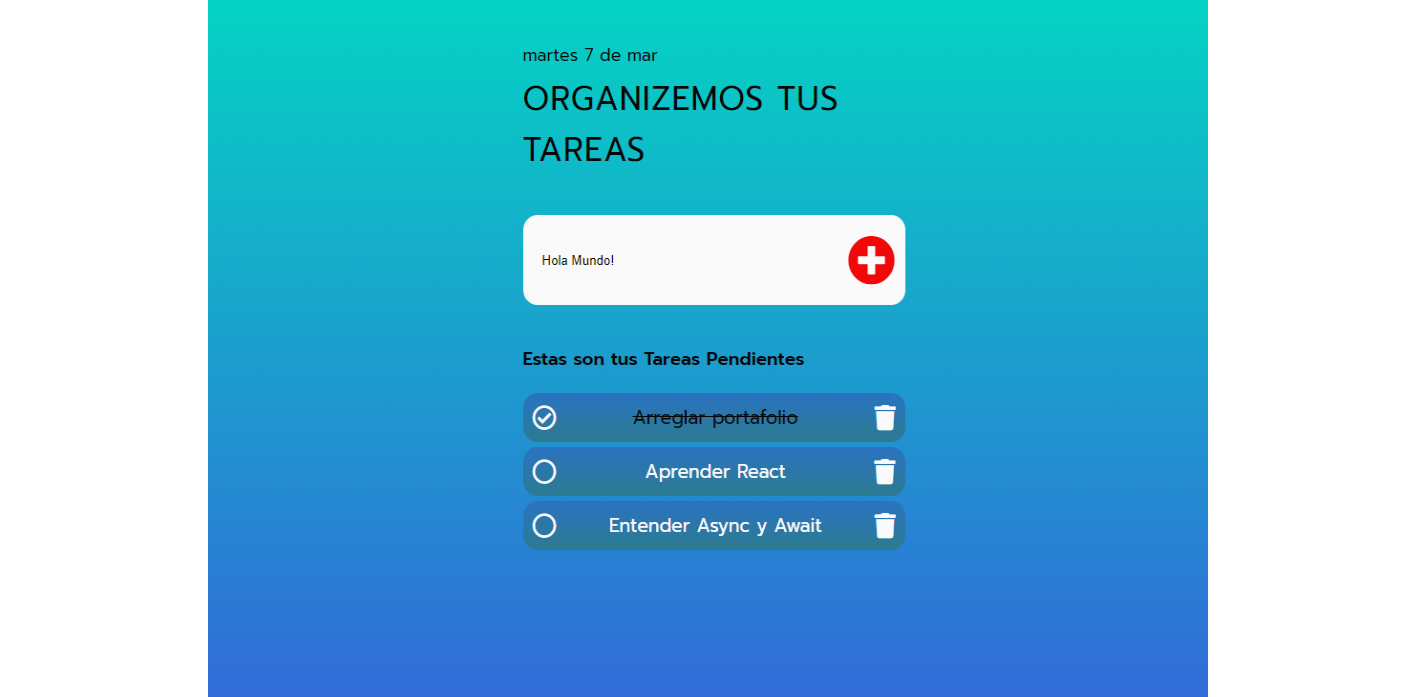 martes 7 de mar
ORGANIZEMOS TUS
TAREAS
Hola Mundo!
Estas son tus Tareas Pendientes
Arreglar portafolio
Aprender React
Entender Async y Await